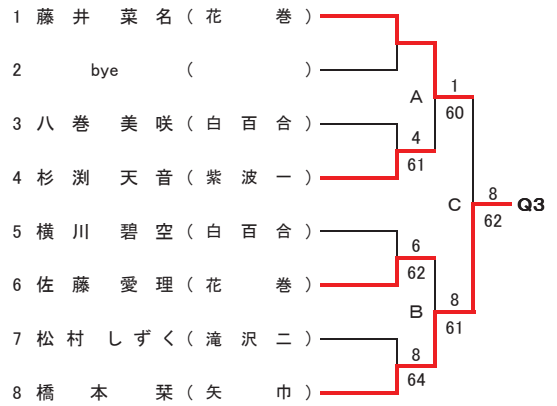 1 藤井 菜名（花巻）
2 bye （ ）
1
A
60
3 八巻 美咲（白百合）
4
61
4 杉渕 天音（紫波一）
8
C
Q3
62
5 横川 碧空（白百合）
6
62
6 佐藤 愛理（花巻）
8
B
61
7 松村 しずく（滝沢二）
8
64
8 橋本 栞（矢巾）